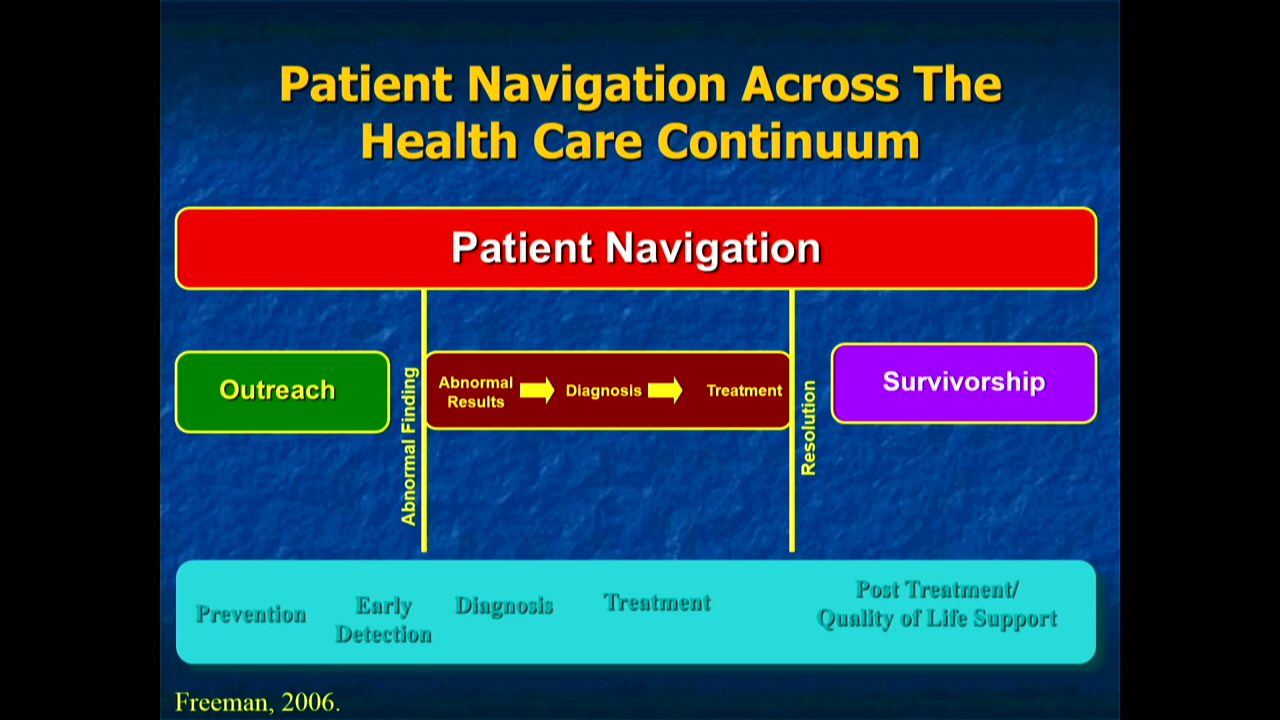 Patient Navigation Across The
Health Care Continuum
Patient Navigation
Outreach
Abnormal Finding
Abnormal
Results
Diagnosis
Treatment
Resolution
Survivorship
Prevention
Early
Detection
Diagnosis
Treatment
Post Treatment/
Quality of Life Support
Freeman, 2006.